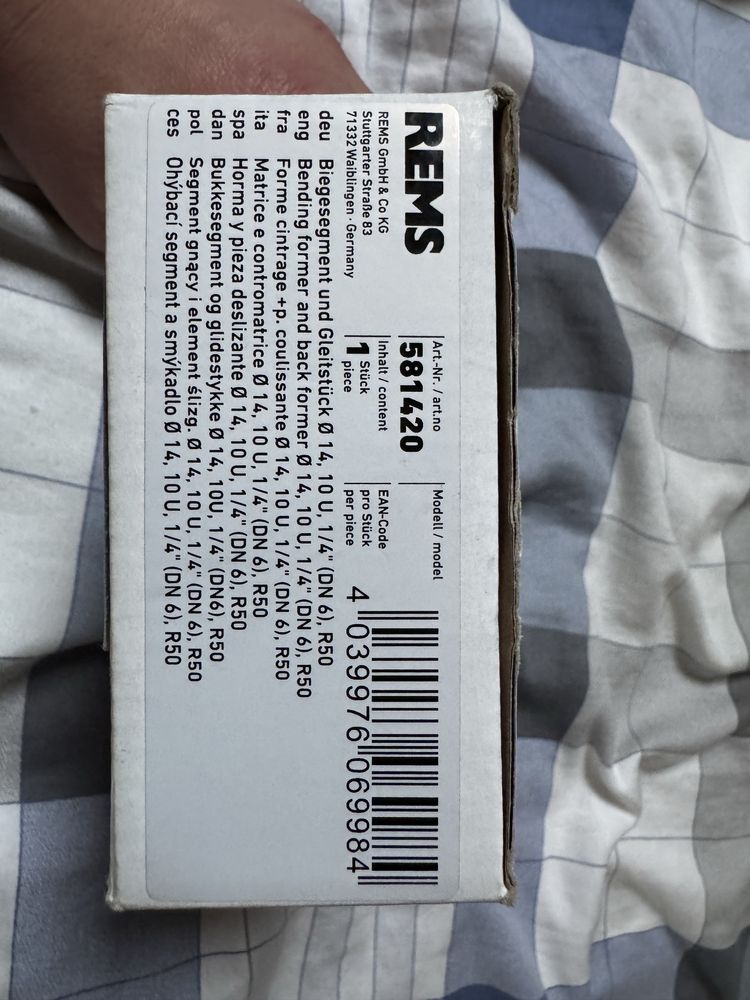 REMS
REMS GmbH & Co KG
Stuttgarter Straße 83
71332 Waiblingen · Germany
Art.-Nr. / art.no
581420
Inhalt / content
1 Stück
piece
Modell / model
EAN-Code
pro Stück
per piece
4 039976 069984
deu Biegesegment und Gleitstück Ø 14, 10 U, 1/4" (DN 6), R50
eng Bending former and back former Ø 14, 10 U, 1/4" (DN 6), R50
fra Forme cintrage +p. coulissante Ø 14, 10 U, 1/4" (DN 6), R50
ita Matrice e contromatrice Ø 14, 10 U, 1/4" (DN 6), R50
spa Horma y pieza deslizante Ø 14, 10 U, 1/4" (DN 6), R50
dan Bukkesegment og glidestykke Ø 14, 10U, 1/4" (DN6), R50
pol Segment gnący i element ślizg. Ø 14, 10 U, 1/4" (DN 6), R50
ces Ohýbací segment a smýkadlo Ø 14, 10 U, 1/4" (DN 6), R50